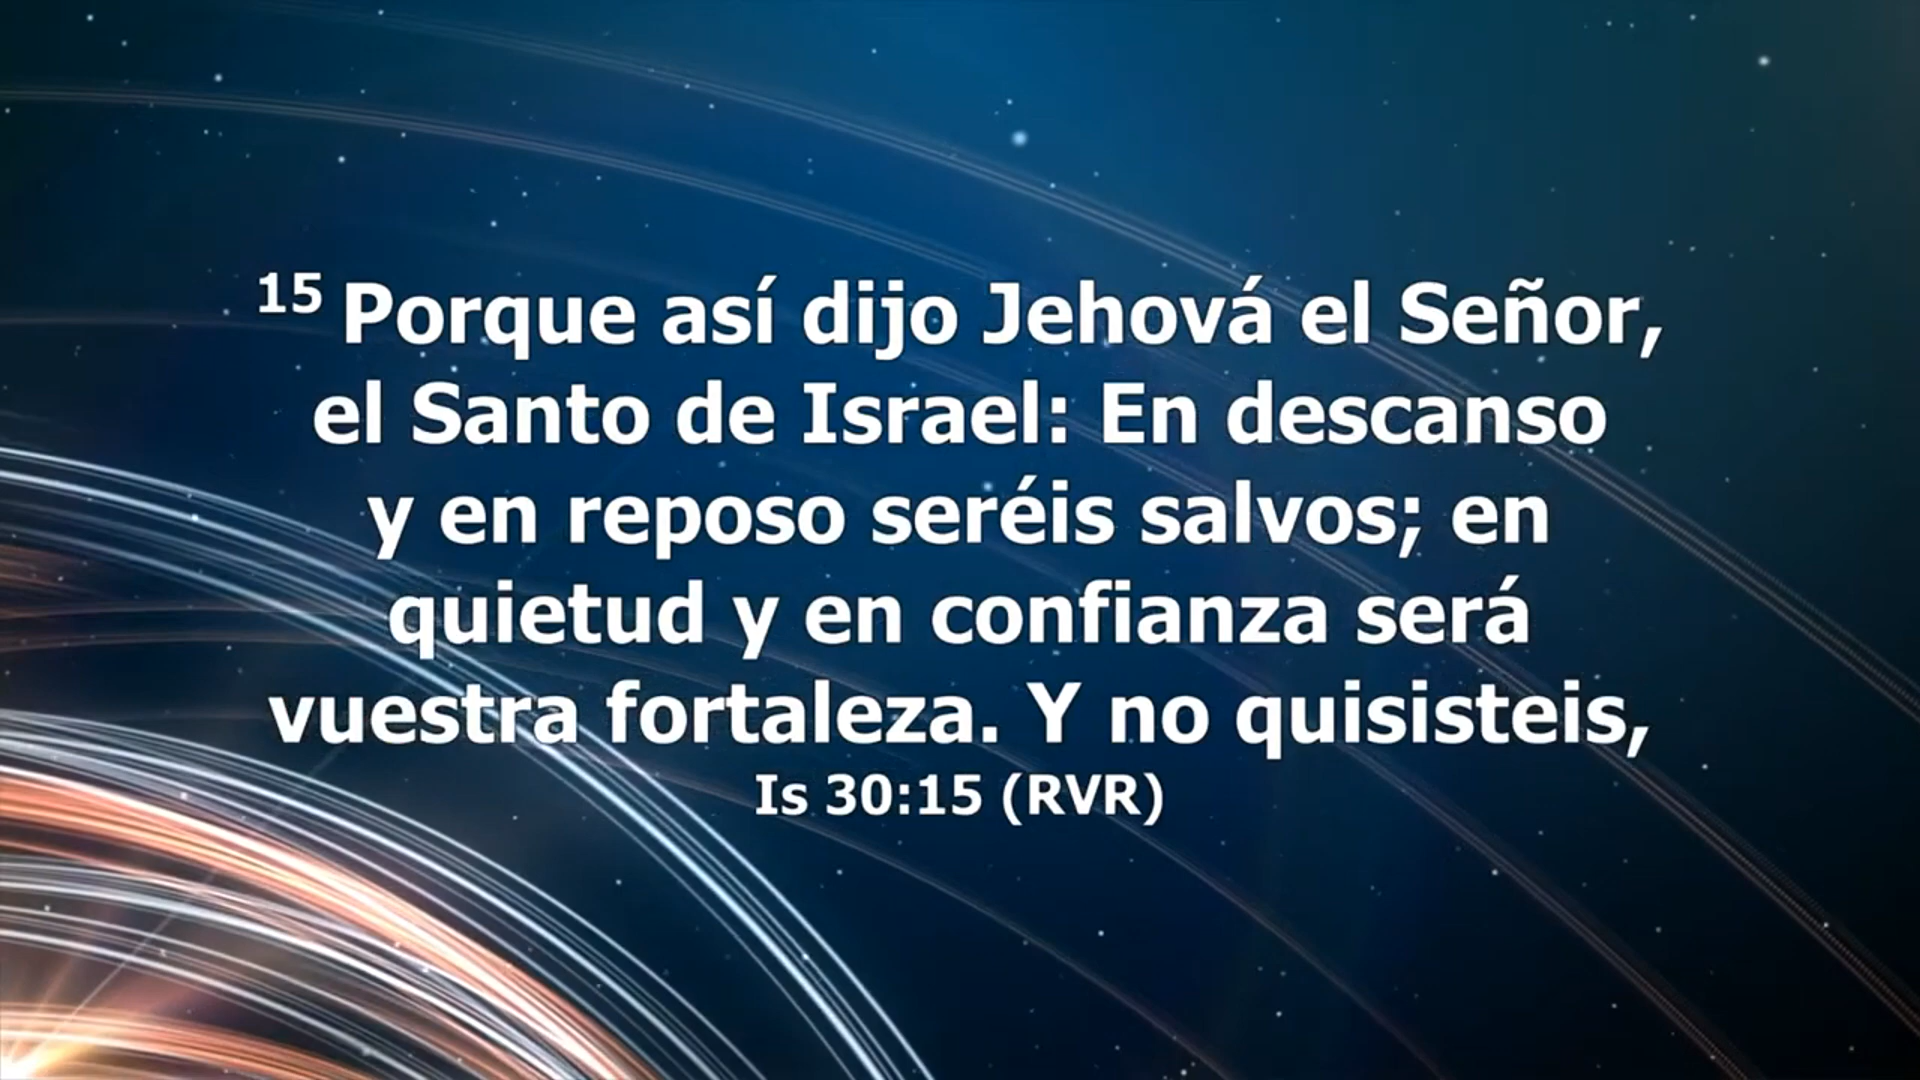 15 Porque así dijo Jehová el Señor,
el Santo de Israel: En descanso
y en reposo seréis salvos; en
quietud y en confianza será
vuestra fortaleza. Y no quisisteis,
Is 30:15 (RVR)